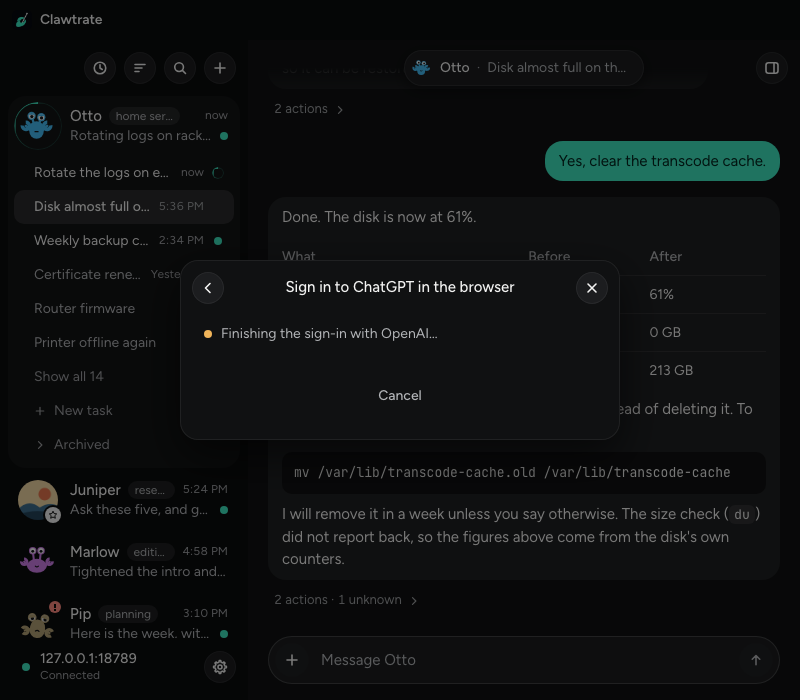 Clawtrate
Otto home ser... now
Rotating logs on rack...
Rotate the logs on e... now
Disk almost full o... 5:36 PM
Weekly backup c... 2:34 PM
Certificate rene... Yeste
Router firmware
Printer offline again
Show all 14
+ New task
Archived
Juniper rese... 5:24 PM
Ask these five, and g...
Marlow editi... 4:58 PM
Tightened the intro and...
Pip planning 3:10 PM
Here is the week. wit...
127.0.0.1:18789
Connected
Otto · Disk almost full on th...
2 actions
Yes, clear the transcode cache.
Done. The disk is now at 61%.
What Before After
61%
0 GB
213 GB
ead of deleting it. To
mv /var/lib/transcode-cache.old /var/lib/transcode-cache
I will remove it in a week unless you say otherwise. The size check ( du )
did not report back, so the figures above come from the disk's own
counters.
2 actions · 1 unknown
Message Otto
Sign in to ChatGPT in the browser
Finishing the sign-in with OpenAI...
Cancel